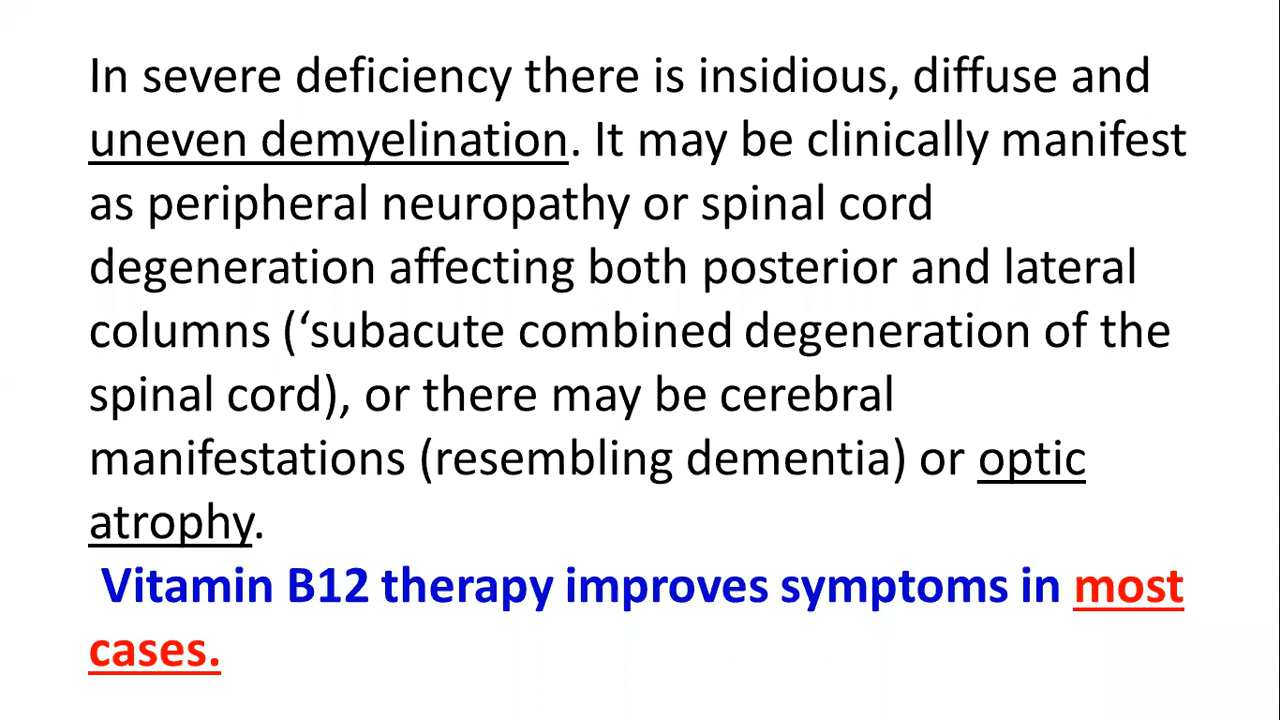 In severe deficiency there is insidious, diffuse and
uneven demyelination. It may be clinically manifest
as peripheral neuropathy or spinal cord
degeneration affecting both posterior and lateral
columns (‘subacute combined degeneration of the
spinal cord), or there may be cerebral
manifestations (resembling dementia) or optic
atrophy.
Vitamin B12 therapy improves symptoms in most
cases.